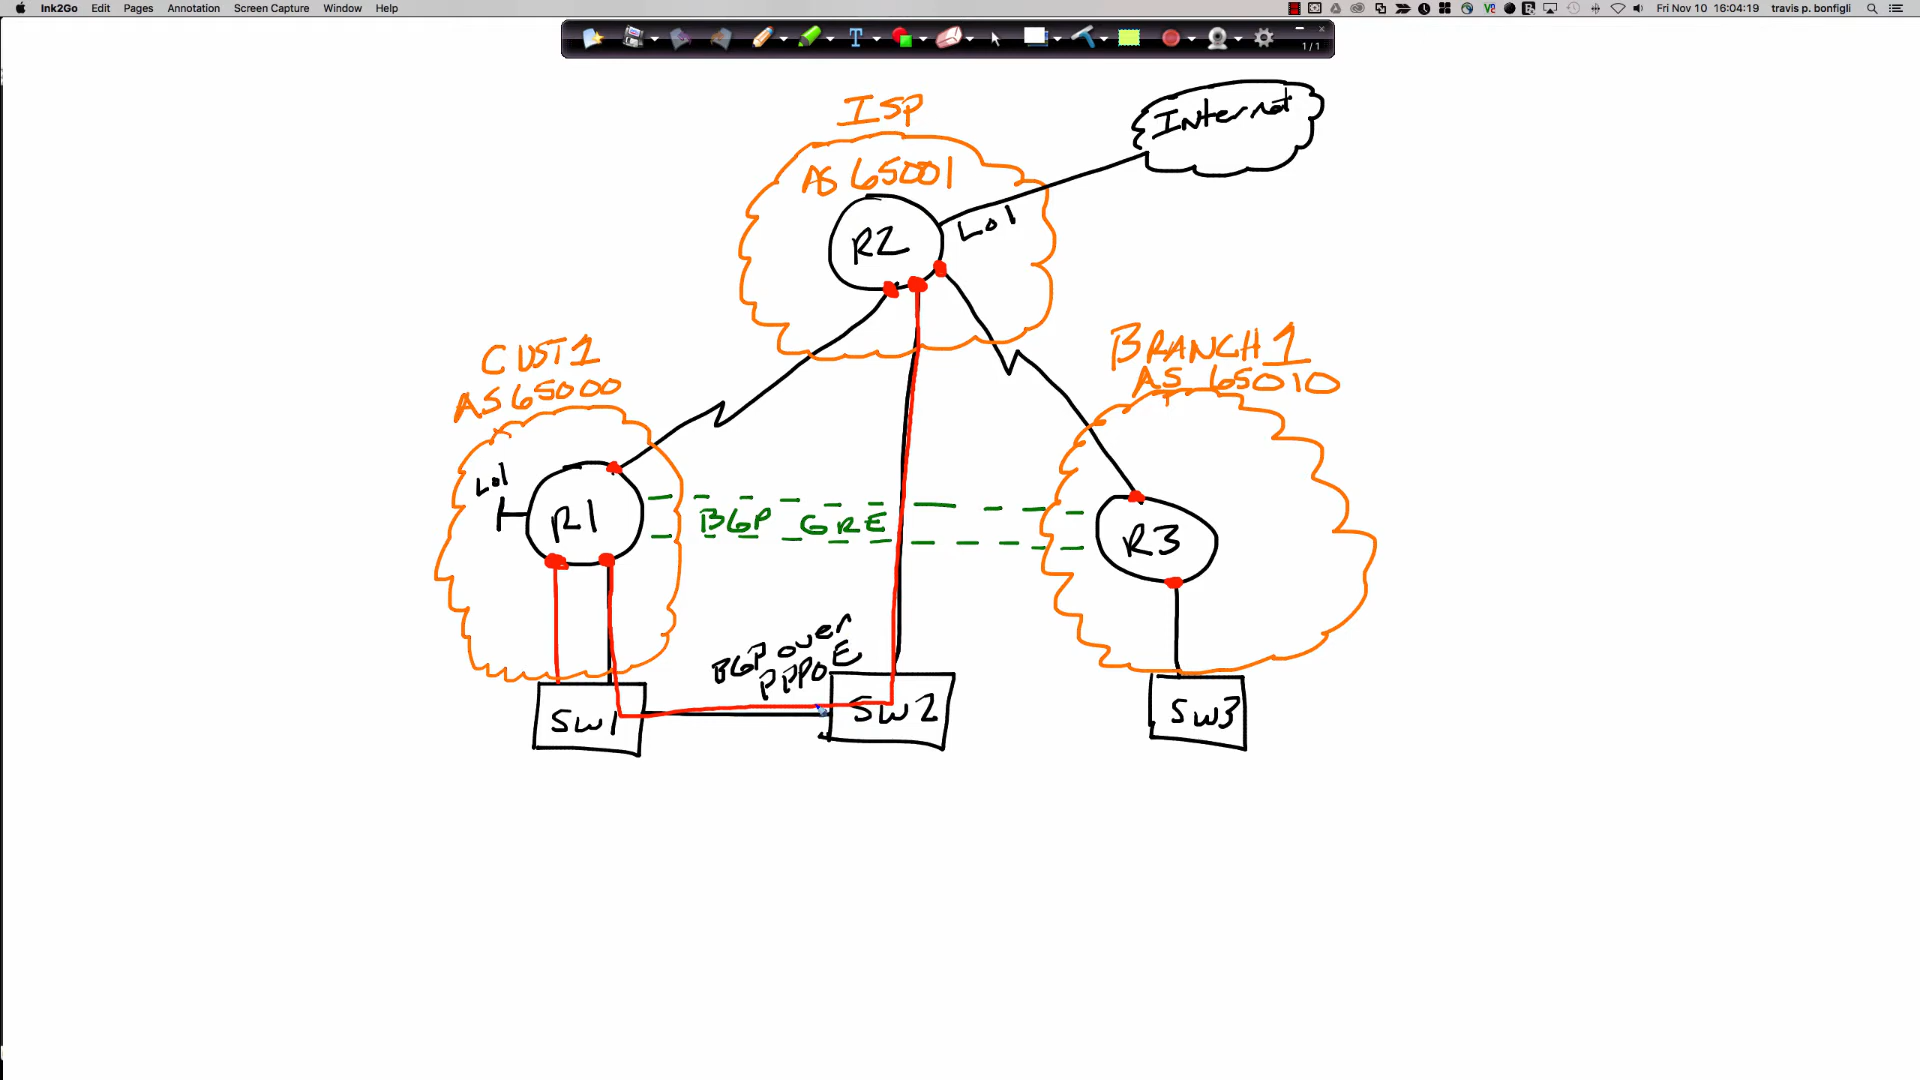 Ink2Go Edit Pages Annotation Screen Capture Window Help Fri Nov 10 16:04:19 travis p. bonfigli
1/1
Internet
ISP
AS 65001
R2
Lo1
CUST1
AS 65000
BRANCH 1
AS 65010
Lo1
R1
BGP GRE
R3
BGP over
PPPoE
SW1
SW2
SW3